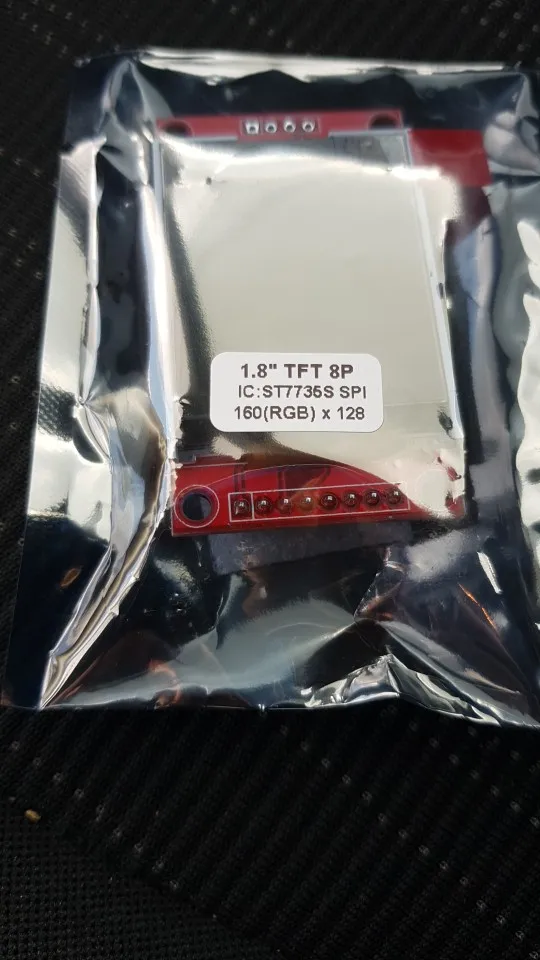 1.8" TFT 8P
IC:ST7735S SPI
160(RGB) x 128